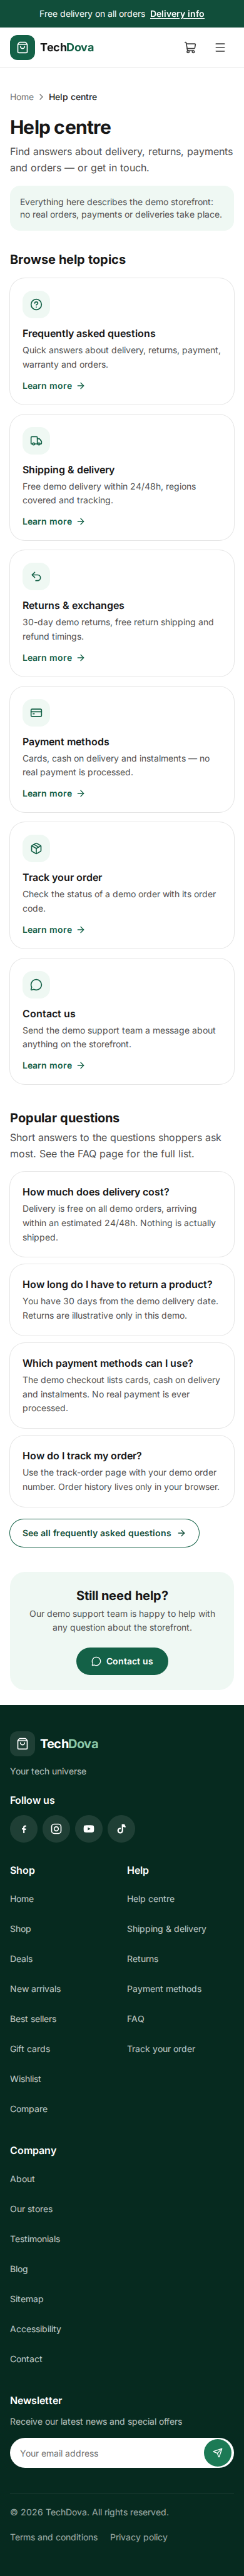 Free delivery on all orders Delivery info
TechDova
Home > Help centre
Help centre
Find answers about delivery, returns, payments
and orders — or get in touch.
Everything here describes the demo storefront:
no real orders, payments or deliveries take place.
Browse help topics
Frequently asked questions
Quick answers about delivery, returns, payment,
warranty and orders.
Learn more →
Shipping & delivery
Free demo delivery within 24/48h, regions
covered and tracking.
Learn more →
Returns & exchanges
30-day demo returns, free return shipping and
refund timings.
Learn more →
Payment methods
Cards, cash on delivery and instalments — no
real payment is processed.
Learn more →
Track your order
Check the status of a demo order with its order
code.
Learn more →
Contact us
Send the demo support team a message about
anything on the storefront.
Learn more →
Popular questions
Short answers to the questions shoppers ask
most. See the FAQ page for the full list.
How much does delivery cost?
Delivery is free on all demo orders, arriving
within an estimated 24/48h. Nothing is actually
shipped.
How long do I have to return a product?
You have 30 days from the demo delivery date.
Returns are illustrative only in this demo.
Which payment methods can I use?
The demo checkout lists cards, cash on delivery
and instalments. No real payment is ever
processed.
How do I track my order?
Use the track-order page with your demo order
number. Order history lives only in your browser.
See all frequently asked questions →
Still need help?
Our demo support team is happy to help with
any question about the storefront.
Contact us
TechDova
Your tech universe
Follow us
Shop
Home
Shop
Deals
New arrivals
Best sellers
Gift cards
Wishlist
Compare
Help
Help centre
Shipping & delivery
Returns
Payment methods
FAQ
Track your order
Company
About
Our stores
Testimonials
Blog
Sitemap
Accessibility
Contact
Newsletter
Receive our latest news and special offers
Your email address
© 2026 TechDova. All rights reserved.
Terms and conditions Privacy policy